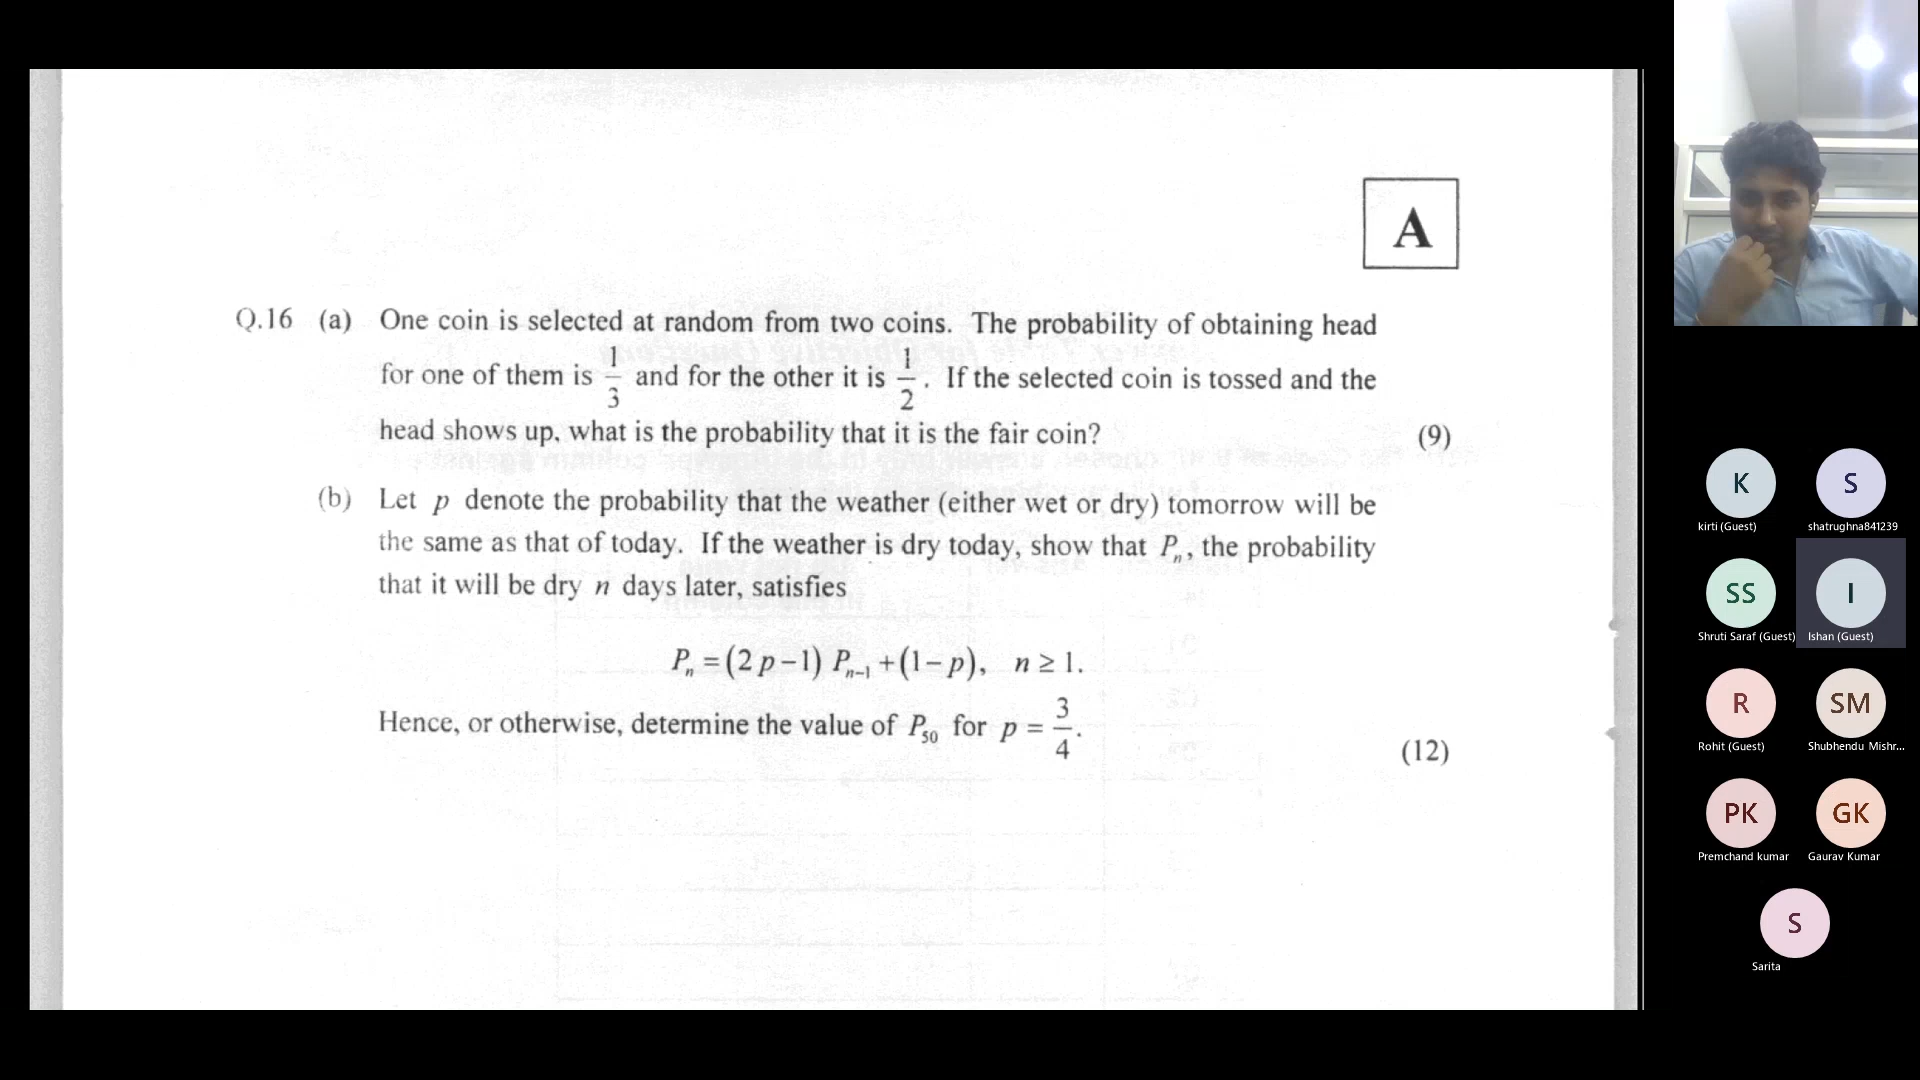 A
Q.16 (a) One coin is selected at random from two coins. The probability of obtaining head
for one of them is 1/3 and for the other it is 1/2. If the selected coin is tossed and the
head shows up, what is the probability that it is the fair coin? (9)
(b) Let p denote the probability that the weather (either wet or dry) tomorrow will be
the same as that of today. If the weather is dry today, show that Pₙ, the probability
that it will be dry n days later, satisfies
Pₙ = (2p−1) Pₙ₋₁ + (1−p), n ≥ 1.
Hence, or otherwise, determine the value of P₅₀ for p = 3/4.
(12)
K S
kirti (Guest) shatrughna841239
SS I
Shruti Saraf (Guest) Ishan (Guest)
R SM
Rohit (Guest) Shubhendu Mishr...
PK GK
Premchand kumar Gaurav Kumar
S
Sarita